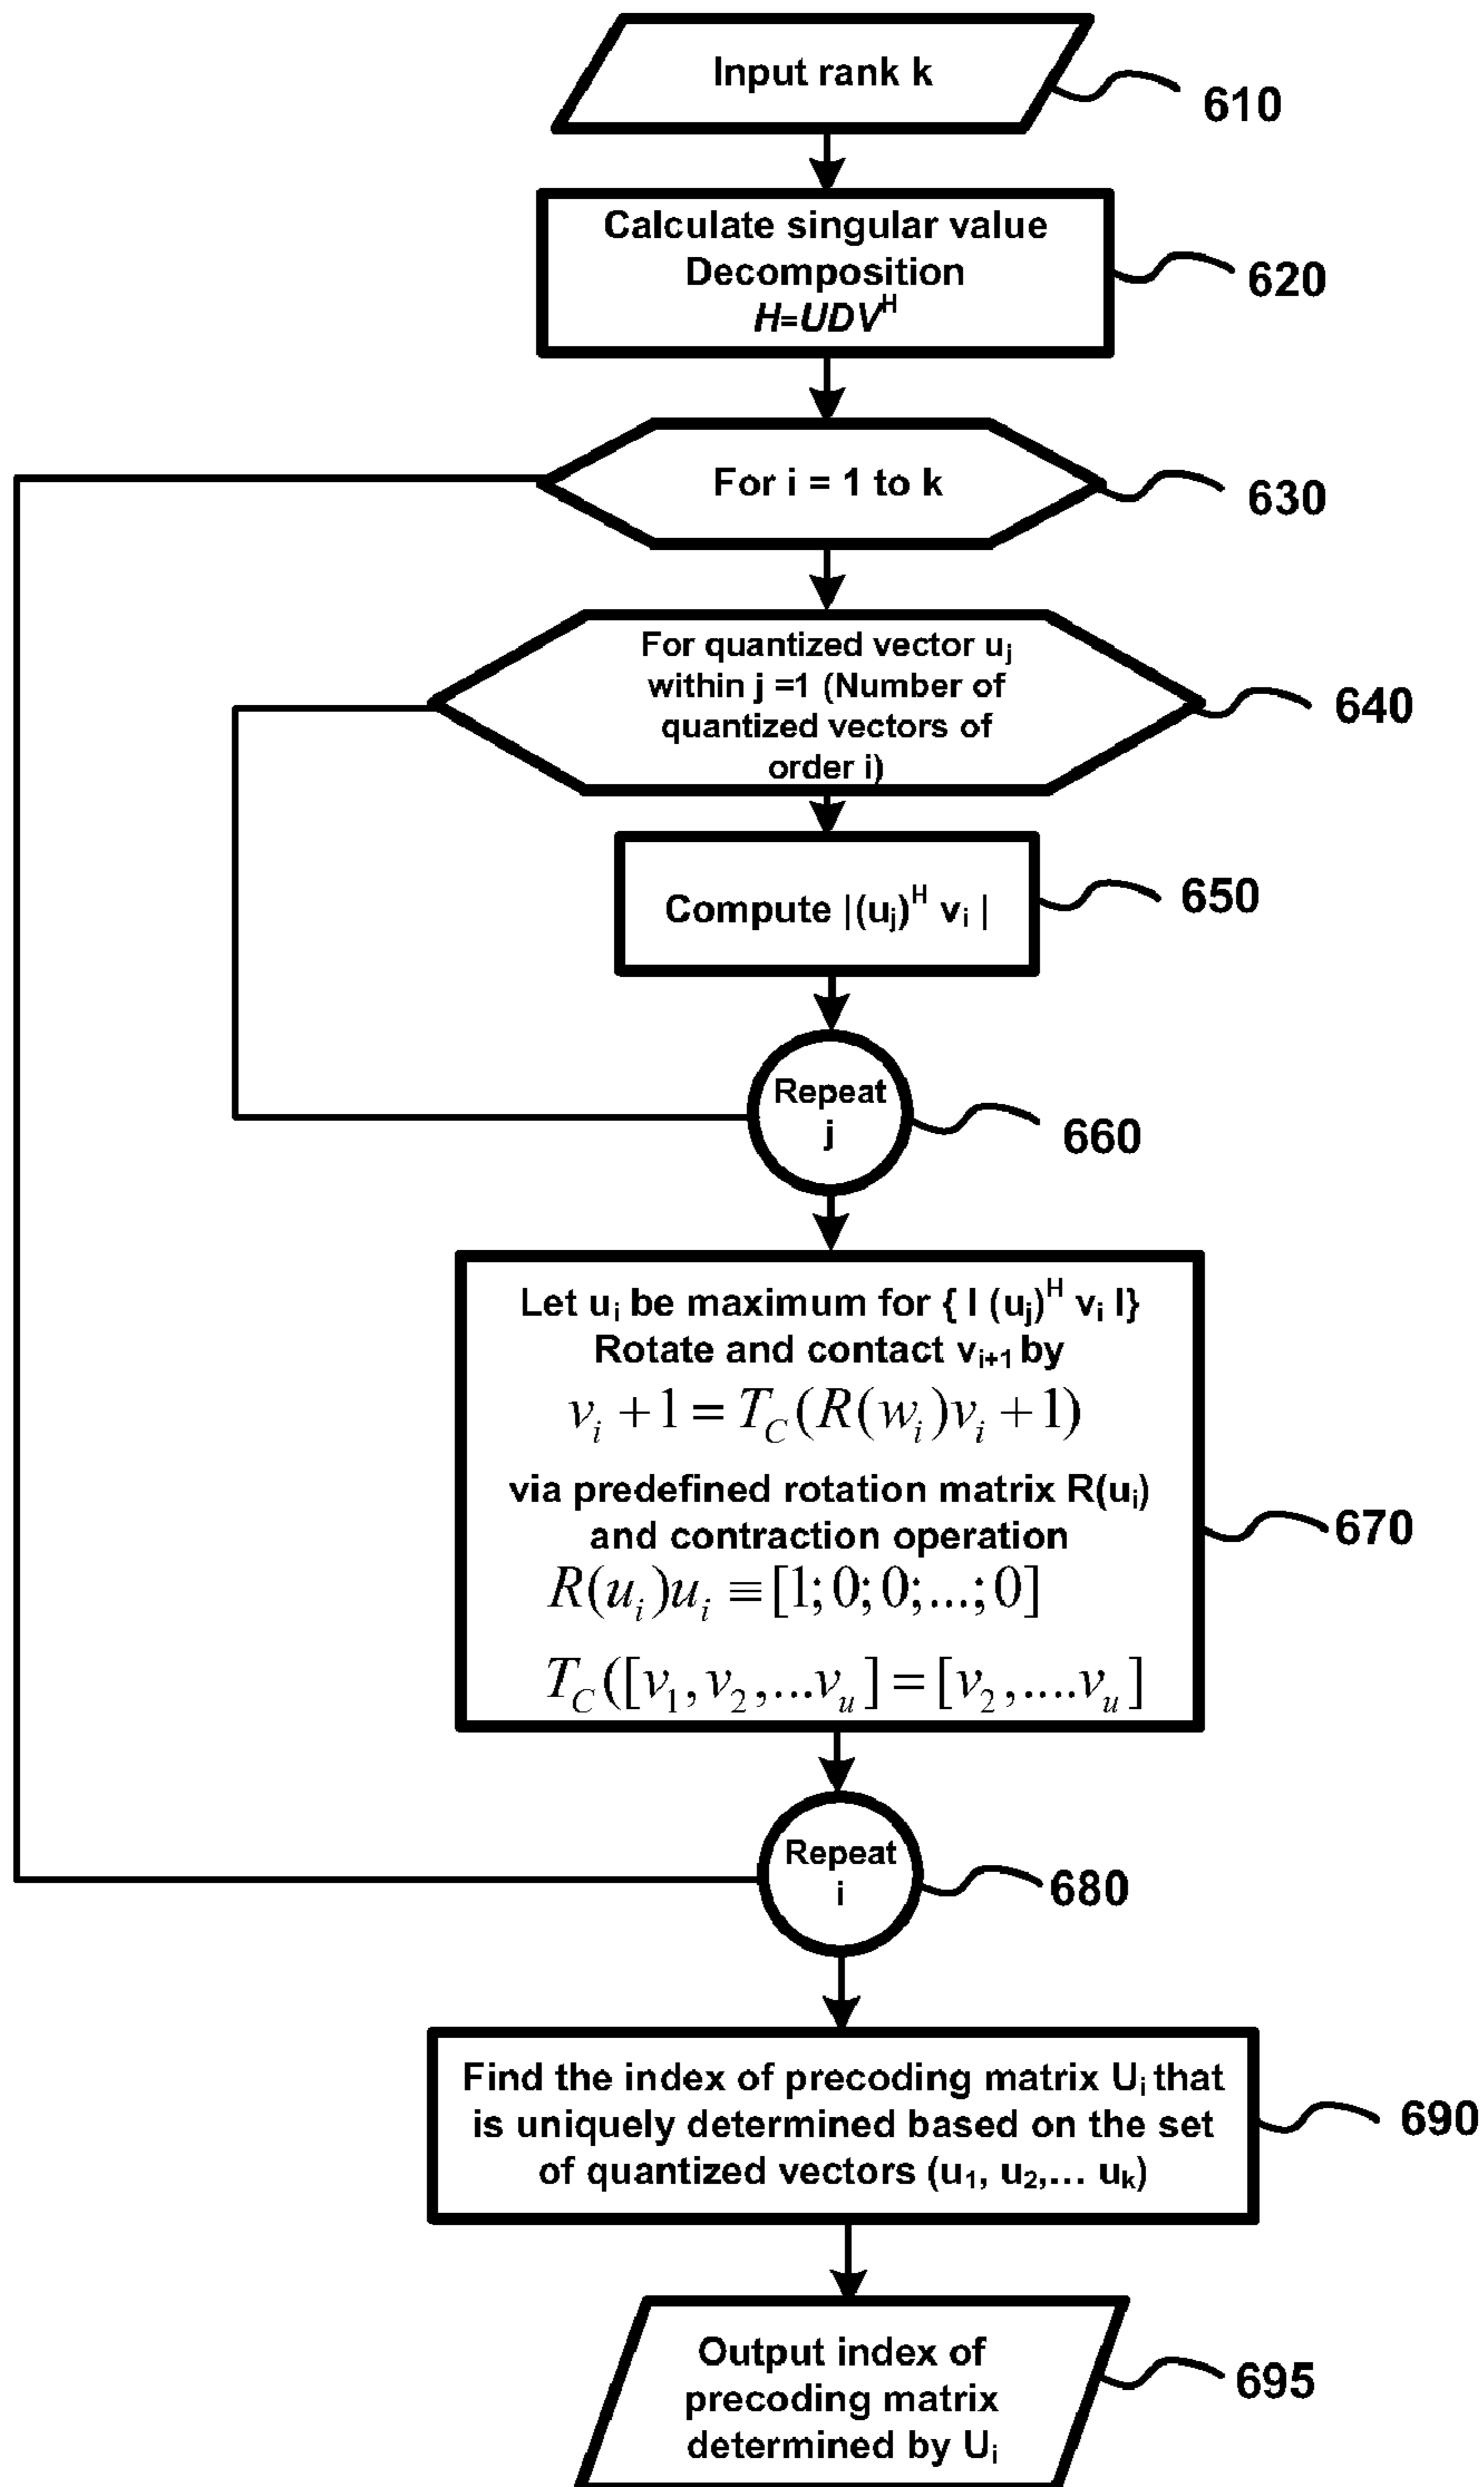 Input rank k
610
Calculate singular value
Decomposition
H=UDV^H
620
For i = 1 to k
630
For quantized vector u_j
within j =1 (Number of
quantized vectors of
order i)
640
Compute |(u_j)^H v_i |
650
Repeat
j
660
Let u_i be maximum for { I (u_j)^H v_i I}
Rotate and contact v_{i+1} by
v_i + 1 = T_C(R(w_i)v_i + 1)
via predefined rotation matrix R(u_i)
and contraction operation
R(u_i)u_i ≡ [1; 0; 0;...; 0]
T_C([v_1, v_2,...v_u] = [v_2,....v_u]
670
Repeat
i
680
Find the index of precoding matrix U_i that
is uniquely determined based on the set
of quantized vectors (u_1, u_2,... u_k)
690
Output index of
precoding matrix
determined by U_i
695